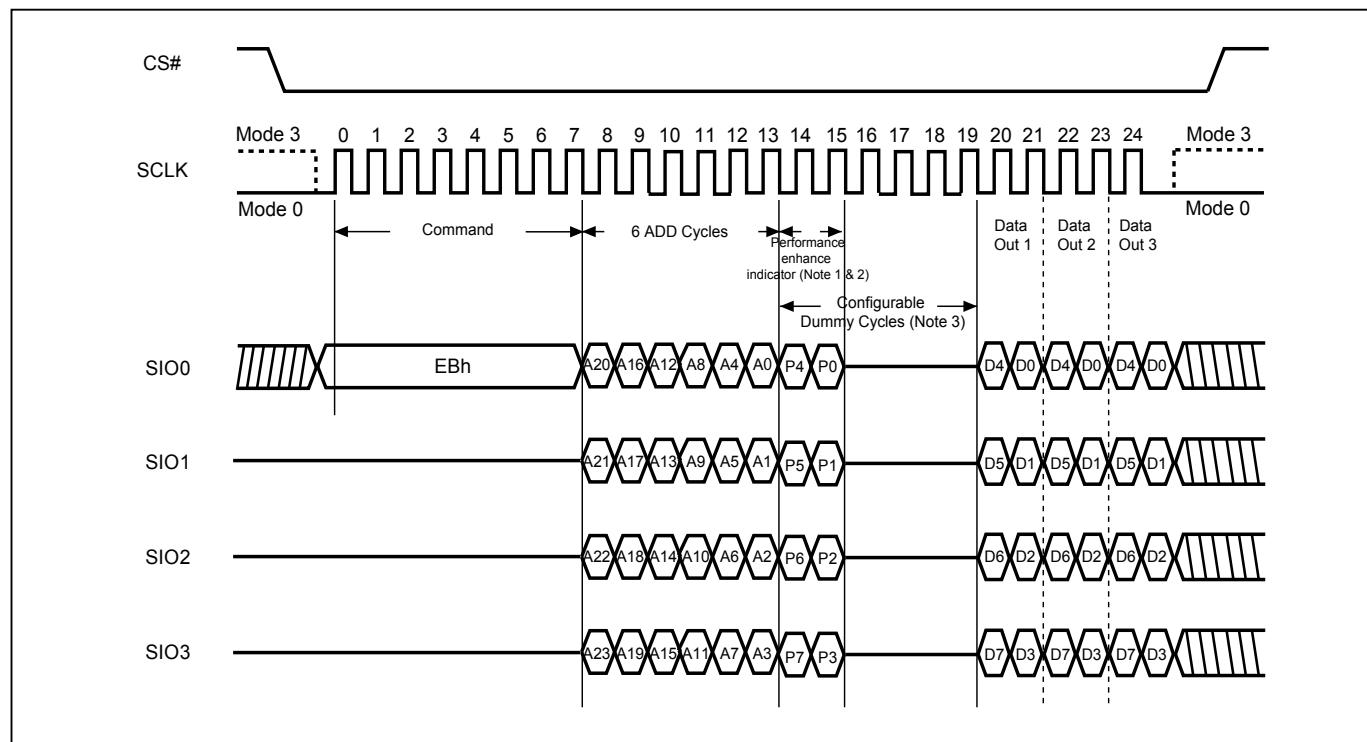 CS#
Mode 3
0 1 2 3 4 5 6 7 8 9 10 11 12 13 14 15 16 17 18 19 20 21 22 23 24
Mode 3
SCLK
Mode 0
Mode 0
Command
6 ADD Cycles
Performance
enhance
indicator (Note 1 & 2)
Data
Out 1
Data
Out 2
Data
Out 3
Configurable
Dummy Cycles (Note 3)
SIO0
EBh
A20 A16 A12 A8 A4 A0 P4 P0 D4 D0 D4 D0 D4 D0
SIO1
A21 A17 A13 A9 A5 A1 P5 P1 D5 D1 D5 D1 D5 D1
SIO2
A22 A18 A14 A10 A6 A2 P6 P2 D6 D2 D6 D2 D6 D2
SIO3
A23 A19 A15 A11 A7 A3 P7 P3 D7 D3 D7 D3 D7 D3